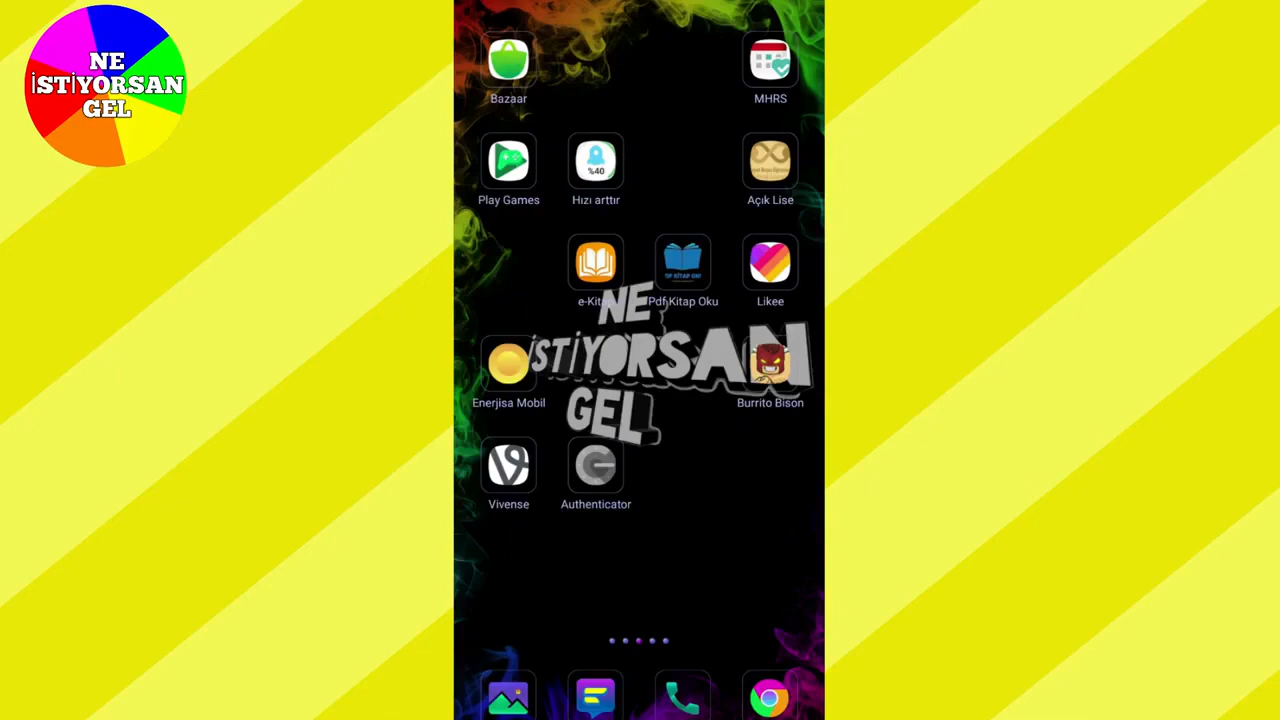 NE
İSTİYORSAN
GEL
Bazaar
MHRS
Play Games
%40
Hızı arttır
Açık Lise
e-Kitap
Pdf Kitap Oku
Likee
NE
İSTİYORSAN
GEL
Enerjisa Mobil
Burrito Bison
Vivense
Authenticator